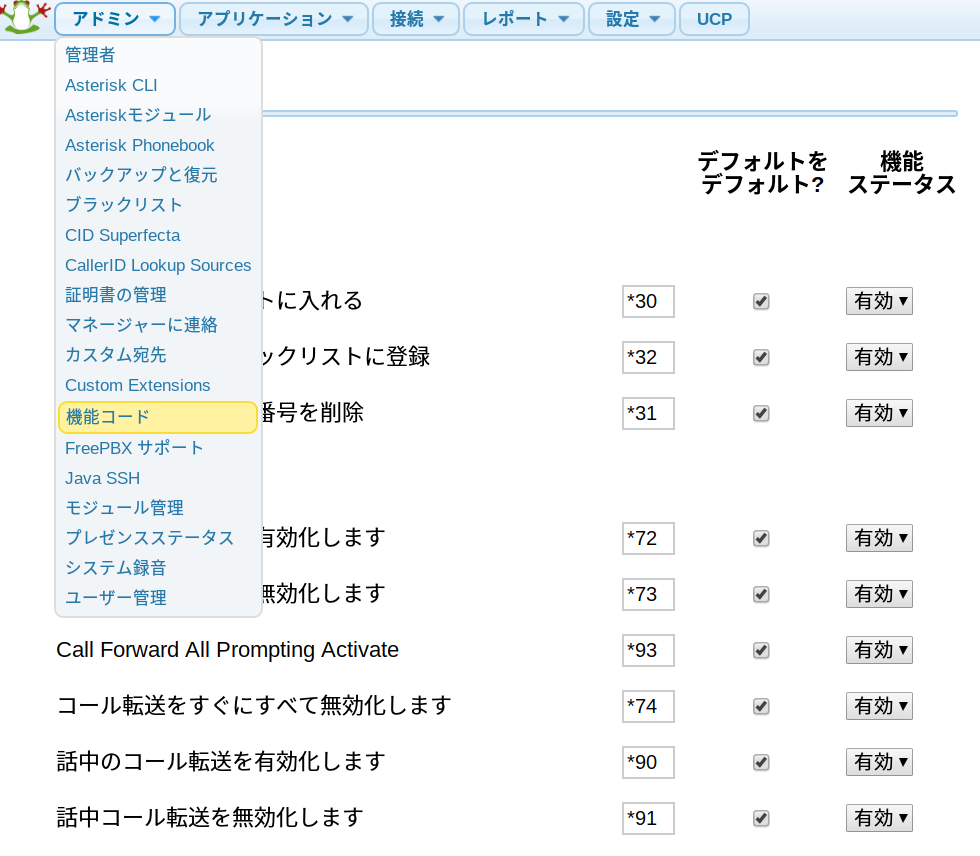 アドミン アプリケーション 接続 レポート 設定 UCP
管理者
Asterisk CLI
Asteriskモジュール
Asterisk Phonebook
バックアップと復元
ブラックリスト
CID Superfecta
CallerID Lookup Sources
証明書の管理
マネージャーに連絡
カスタム宛先
Custom Extensions
機能コード
FreePBX サポート
Java SSH
モジュール管理
プレゼンスステータス
システム録音
ユーザー管理
デフォルトを 機能
デフォルト? ステータス
トに入れる *30 有効
ックリストに登録 *32 有効
番号を削除 *31 有効
有効化します *72 有効
無効化します *73 有効
Call Forward All Prompting Activate *93 有効
コール転送をすぐにすべて無効化します *74 有効
話中のコール転送を有効化します *90 有効
話中コール転送を無効化します *91 有効